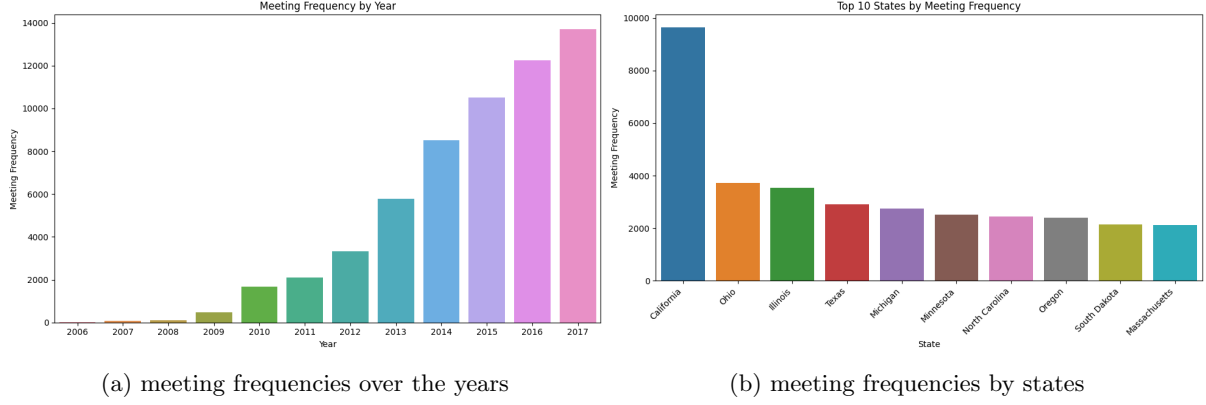 Meeting Frequency by Year
14000
12000
10000
8000
6000
4000
2000
0
Meeting Frequency
2006 2007 2008 2009 2010 2011 2012 2013 2014 2015 2016 2017
Year
(a) meeting frequencies over the years
Top 10 States by Meeting Frequency
10000
8000
6000
4000
2000
0
Meeting Frequency
California Ohio Illinois Texas Michigan Minnesota North Carolina Oregon South Dakota Massachusetts
State
(b) meeting frequencies by states